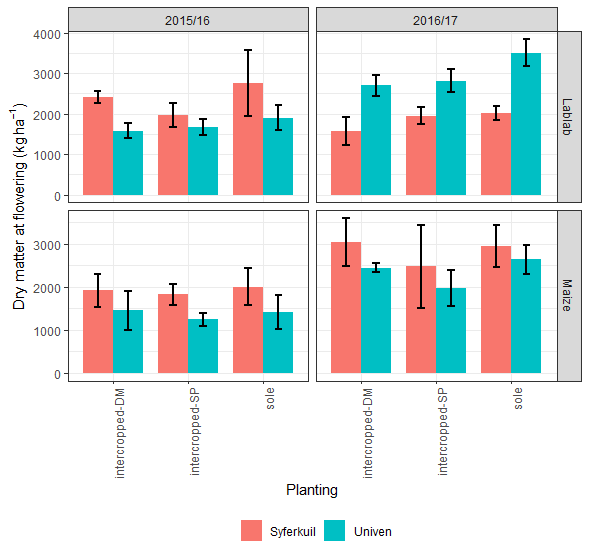 2015/16
2016/17
Dry matter at flowering (kg ha⁻¹)
4000
3000
2000
1000
0
Lablab
3000
2000
1000
0
Maize
intercropped-DM
intercropped-SP
sole
intercropped-DM
intercropped-SP
sole
Planting
Syferkuil
Univen